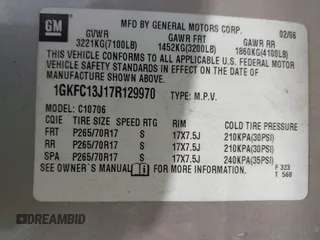 GM
MFD BY GENERAL MOTORS CORP. 02/06
GVWR GAWR FRT GAWR RR
3221KG(7100LB) 1452KG(3200LB) 1860KG(4100LB)
THIS VEHICLE CONFORMS TO ALL APPLICABLE U.S. FEDERAL MOTOR
VEHICLE SAFETY STANDARDS IN EFFECT ON THE DATE OF
MANUFACTURE SHOWN ABOVE.
1GKFC13J17R129970 TYPE: M.P.V.
MODEL: C10706
CQIE TIRE SIZE SPEED RTG RIM COLD TIRE PRESSURE
FRT P265/70R17 S 17X7.5J 210KPA(30PSI)
RR P265/70R17 S 17X7.5J 210KPA(30PSI)
SPA P265/70R17 S 17X7.5J 240KPA(35PSI)
SEE OWNER'S MANUAL FOR MORE INFORMATION
F 323
T 560
DREAMBID